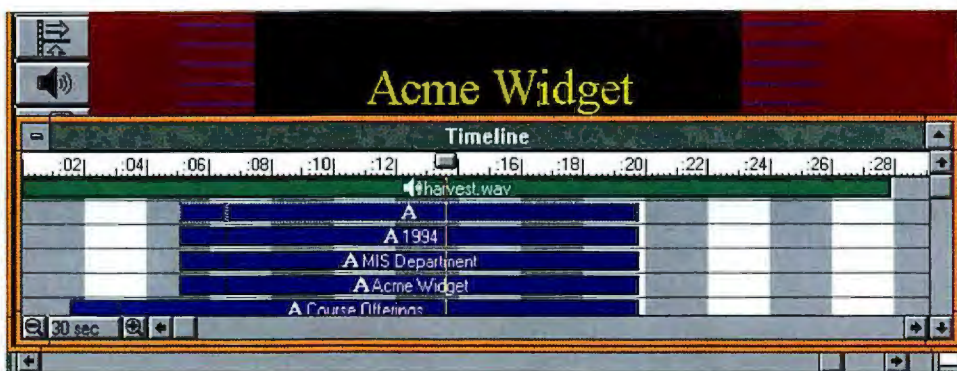 Acme Widget
Timeline
:02 :04 :06 :08 :10 :12 :16 :18 :20 :22 :24 :26 :28
harvest.wav
A
A 1994
A MIS Department
A Acme Widget
A Course Offerings
30 sec